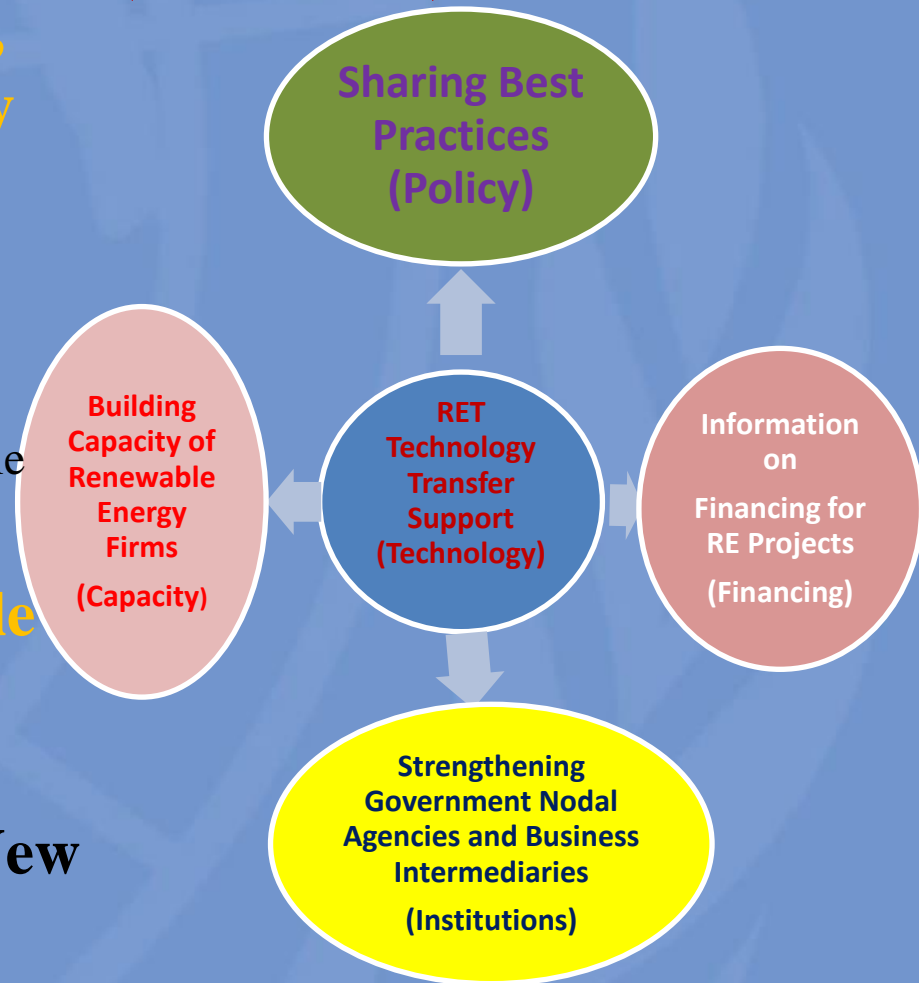 Sharing Best
Practices
(Policy)
Building
Capacity of
Renewable
Energy
Firms
(Capacity)
RET
Technology
Transfer
Support
(Technology)
Information
on
Financing for
RE Projects
(Financing)
Strengthening
Government Nodal
Agencies and Business
Intermediaries
(Institutions)